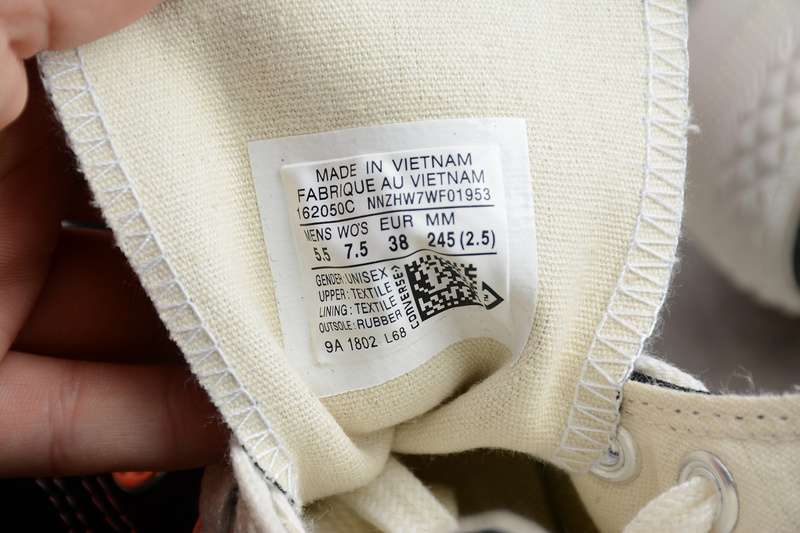 MADE IN VIETNAM
FABRIQUE AU VIETNAM
162050C NNZHW7WF01953
MENS WO'S EUR MM
5.5 7.5 38 245 (2.5)
GENDER: UNISEX
UPPER: TEXTILE
LINING: TEXTILE
OUTSOLE: RUBBER
CONVERSE
9A 1802 L68